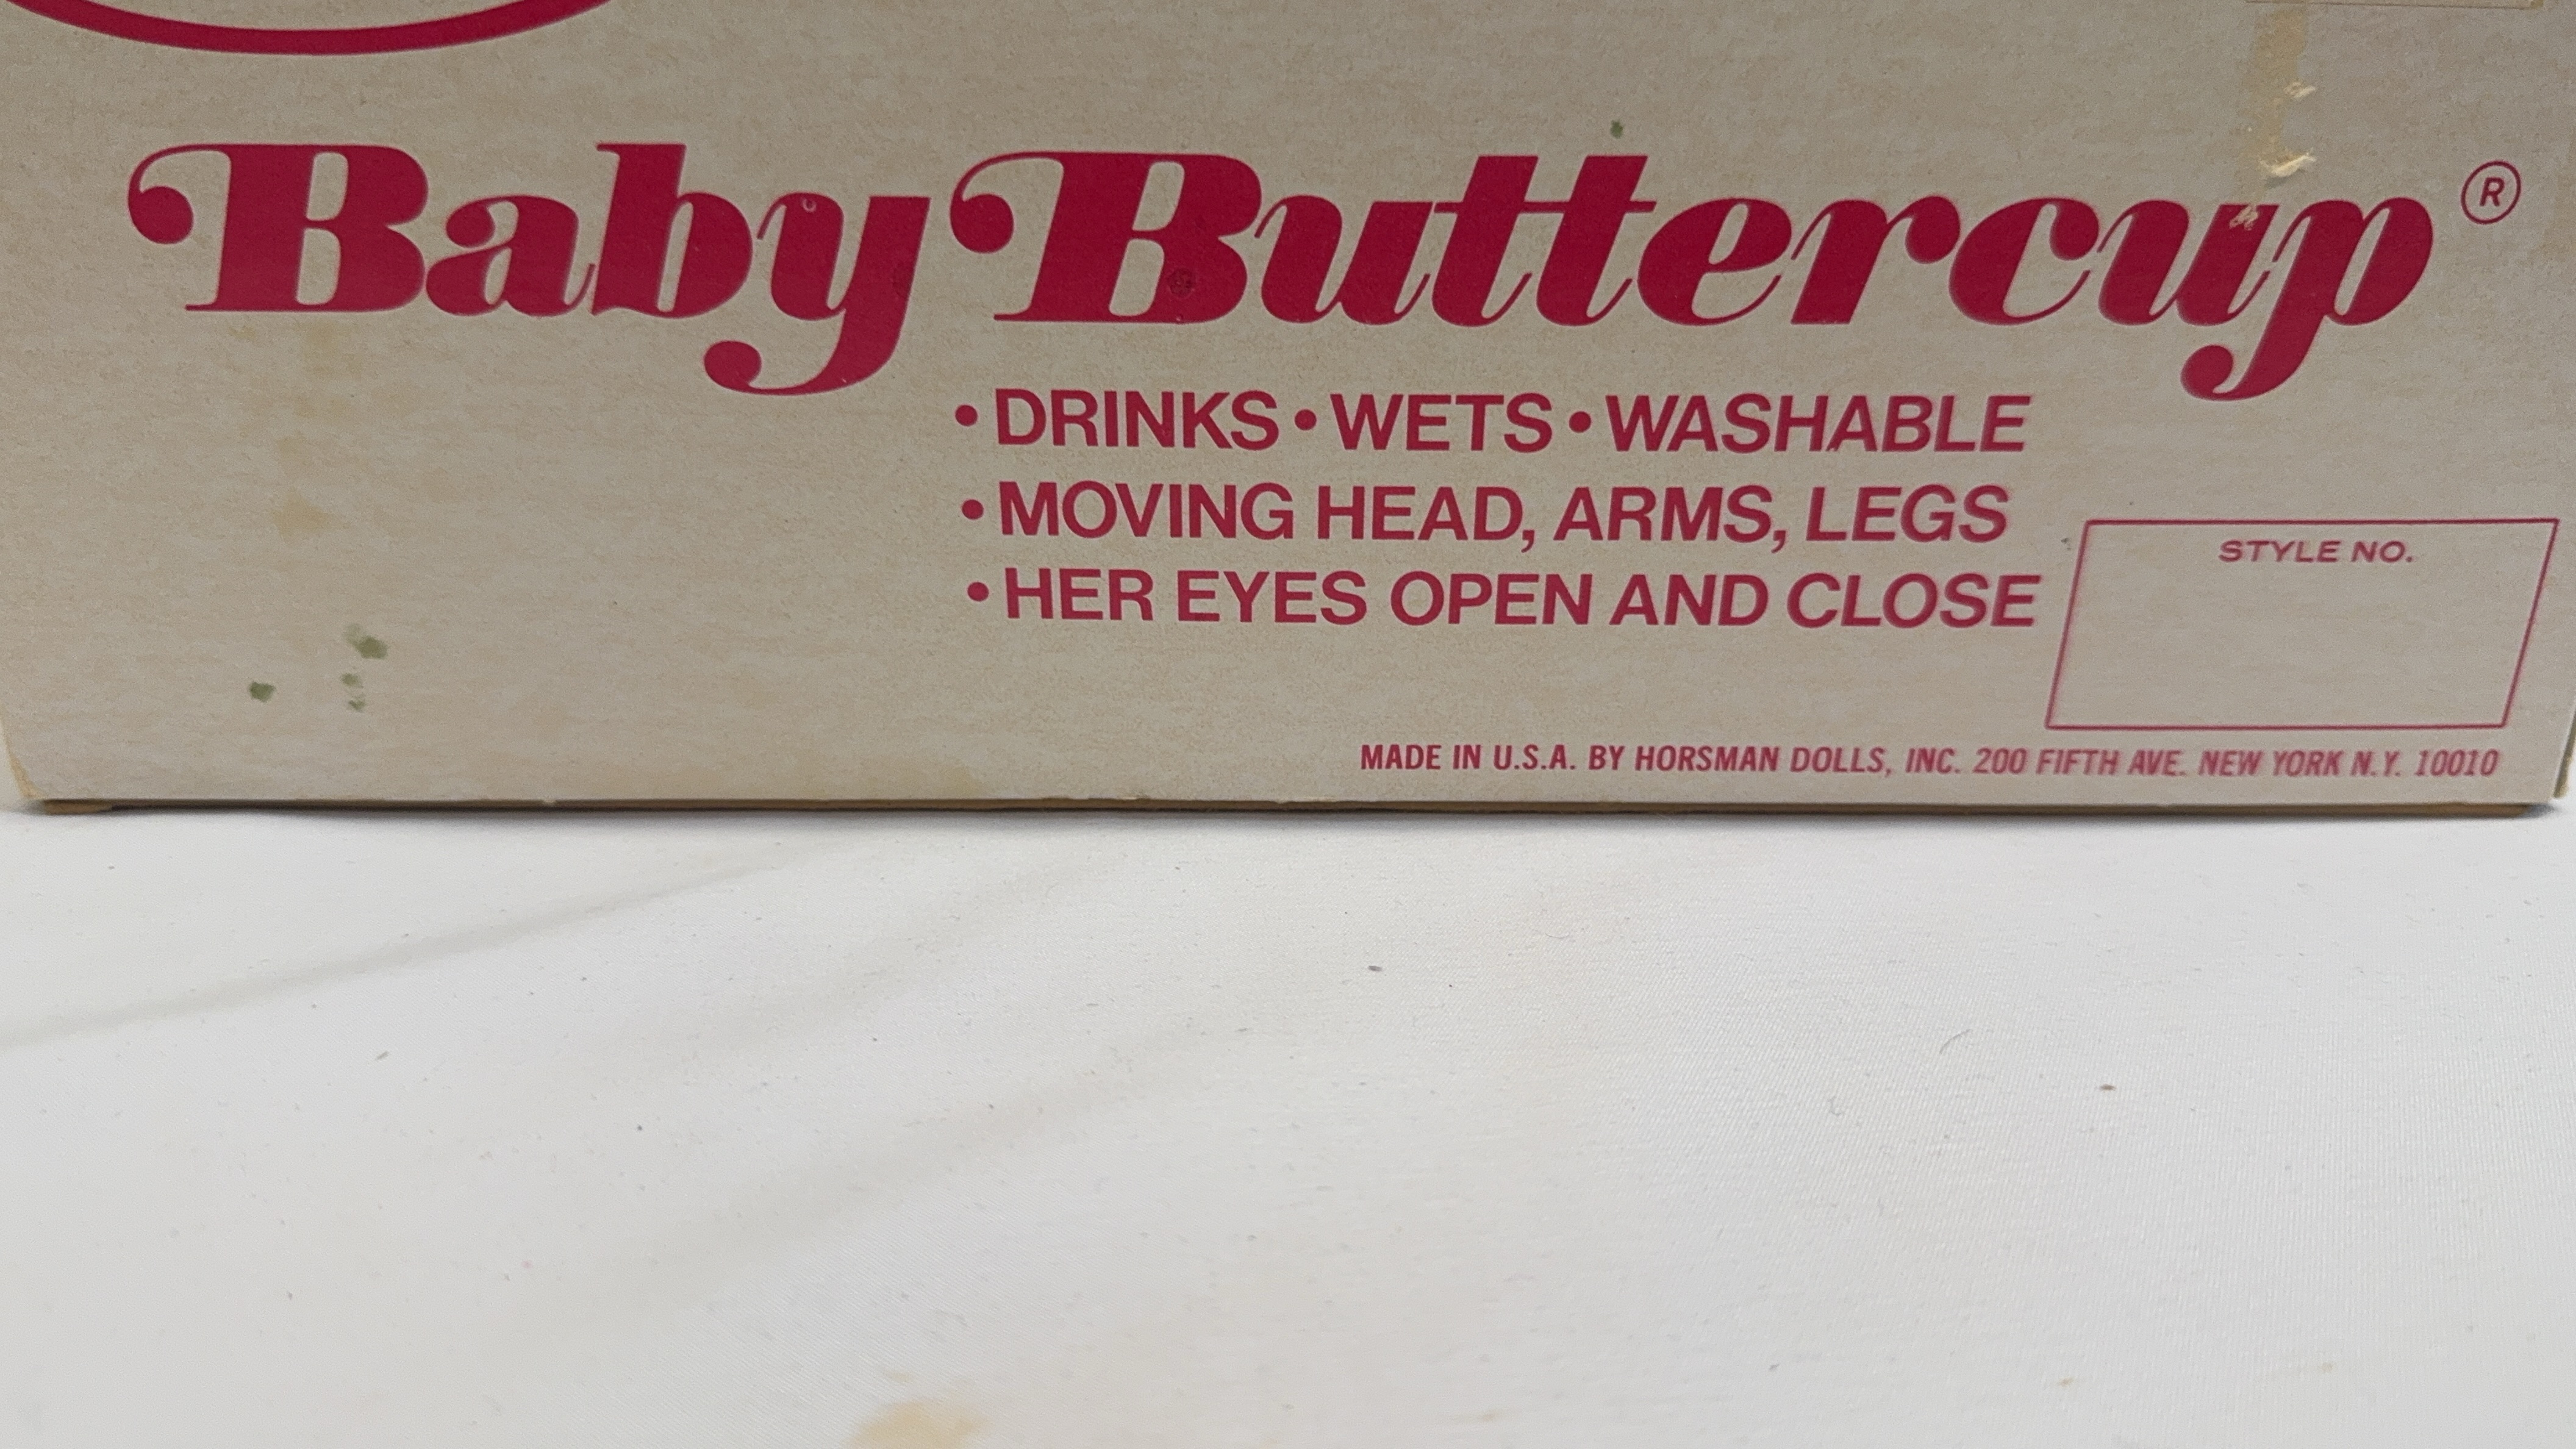 Baby Buttercup®
• DRINKS • WETS • WASHABLE
• MOVING HEAD, ARMS, LEGS
• HER EYES OPEN AND CLOSE
STYLE NO.
MADE IN U.S.A. BY HORSMAN DOLLS, INC. 200 FIFTH AVE. NEW YORK N.Y. 10010